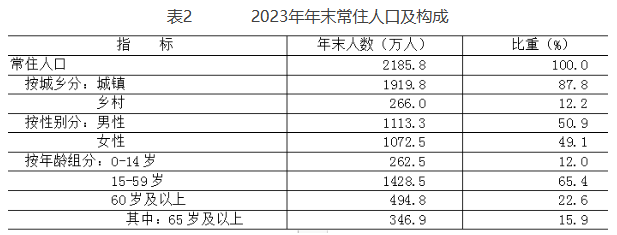 表2 2023年年末常住人口及构成
指 标 年末人数（万人） 比重（%）
常住人口 2185.8 100.0
按城乡分：城镇 1919.8 87.8
乡村 266.0 12.2
按性别分：男性 1113.3 50.9
女性 1072.5 49.1
按年龄组分：0-14岁 262.5 12.0
15-59岁 1428.5 65.4
60岁及以上 494.8 22.6
其中：65岁及以上 346.9 15.9